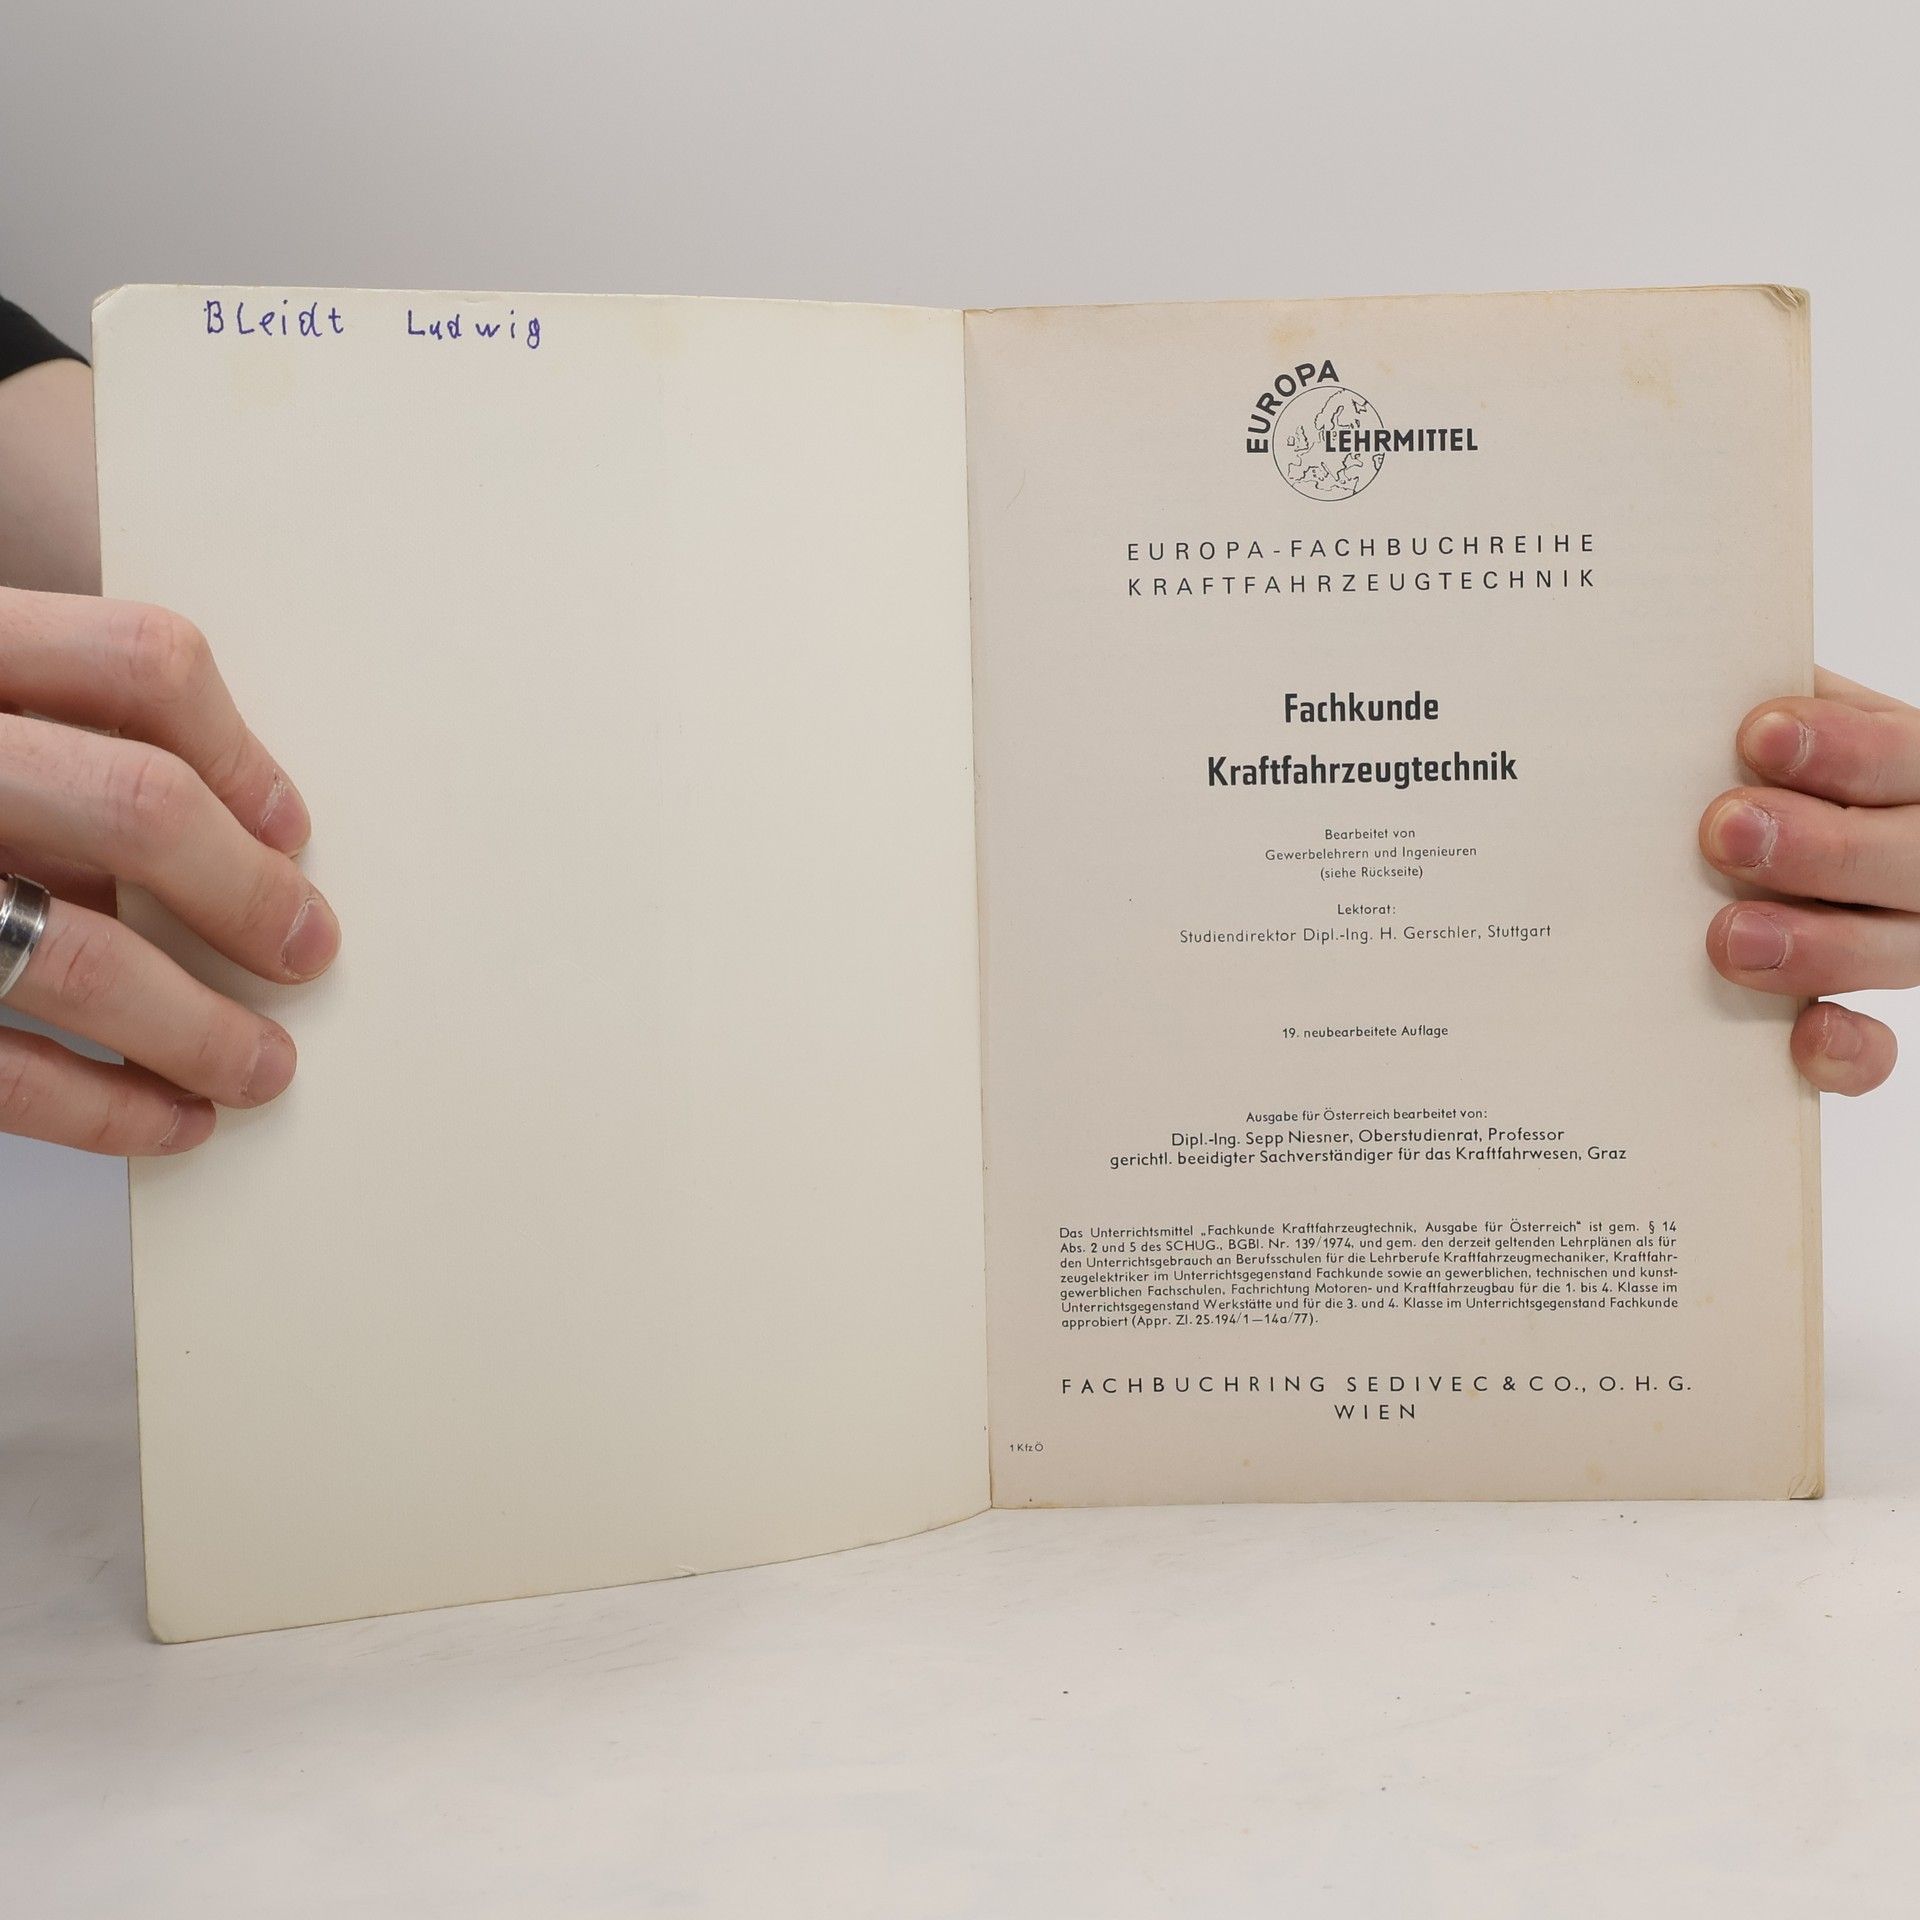 BLeidt Ludwig
EUROPA
LEHRMITTEL
EUROPA-FACHBUCHREIHE
KRAFTFAHRZEUGTECHNIK
Fachkunde
Kraftfahrzeugtechnik
Bearbeitet von
Gewerbelehrern und Ingenieuren
(siehe Rückseite)
Lektorat:
Studiendirektor Dipl.-Ing. H. Gerschler, Stuttgart
19. neubearbeitete Auflage
Ausgabe für Österreich bearbeitet von:
Dipl.-Ing. Sepp Niesner, Oberstudienrat, Professor
gerichtl. beeidigter Sachverständiger für das Kraftfahrwesen, Graz
Das Unterrichtsmittel „Fachkunde Kraftfahrzeugtechnik, Ausgabe für Österreich“ ist gem. § 14
Abs. 2 und 5 des SCHUG., BGBl. Nr. 139/1974, und gem. den derzeit geltenden Lehrplänen als für
den Unterrichtsgebrauch an Berufsschulen für die Lehrberufe Kraftfahrzeugmechaniker, Kraftfahr-
zeugelektriker im Unterrichtsgegenstand Fachkunde sowie an gewerblichen, technischen und kunst-
gewerblichen Fachschulen, Fachrichtung Motoren- und Kraftfahrzeugbau für die 1. bis 4. Klasse im
Unterrichtsgegenstand Werkstätte und für die 3. und 4. Klasse im Unterrichtsgegenstand Fachkunde
approbiert (Appr. Zl. 25.194/1—14a/77).
FACHBUCHRING SEDIVEC & CO., O. H. G.
WIEN
1 Kfz Ö